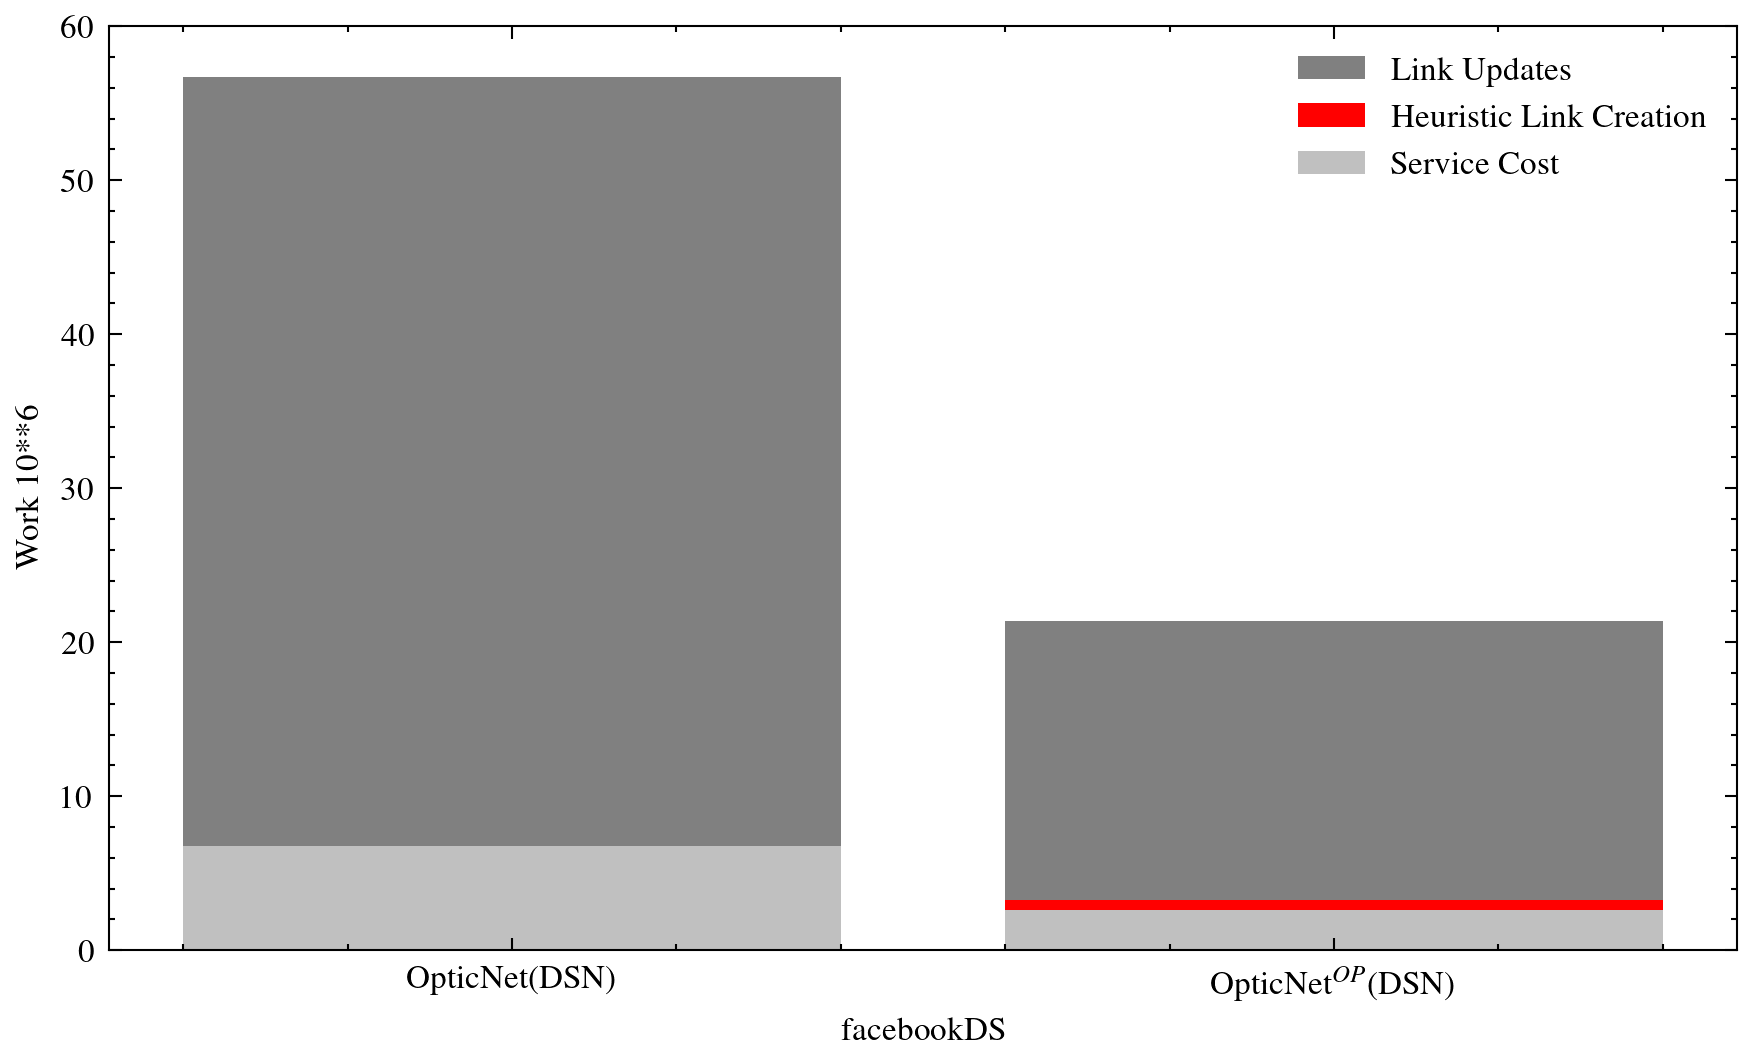 60
50
40
30
20
10
0
Work 10**6
Link Updates
Heuristic Link Creation
Service Cost
OpticNet(DSN)
OpticNet^{OP}(DSN)
facebookDS